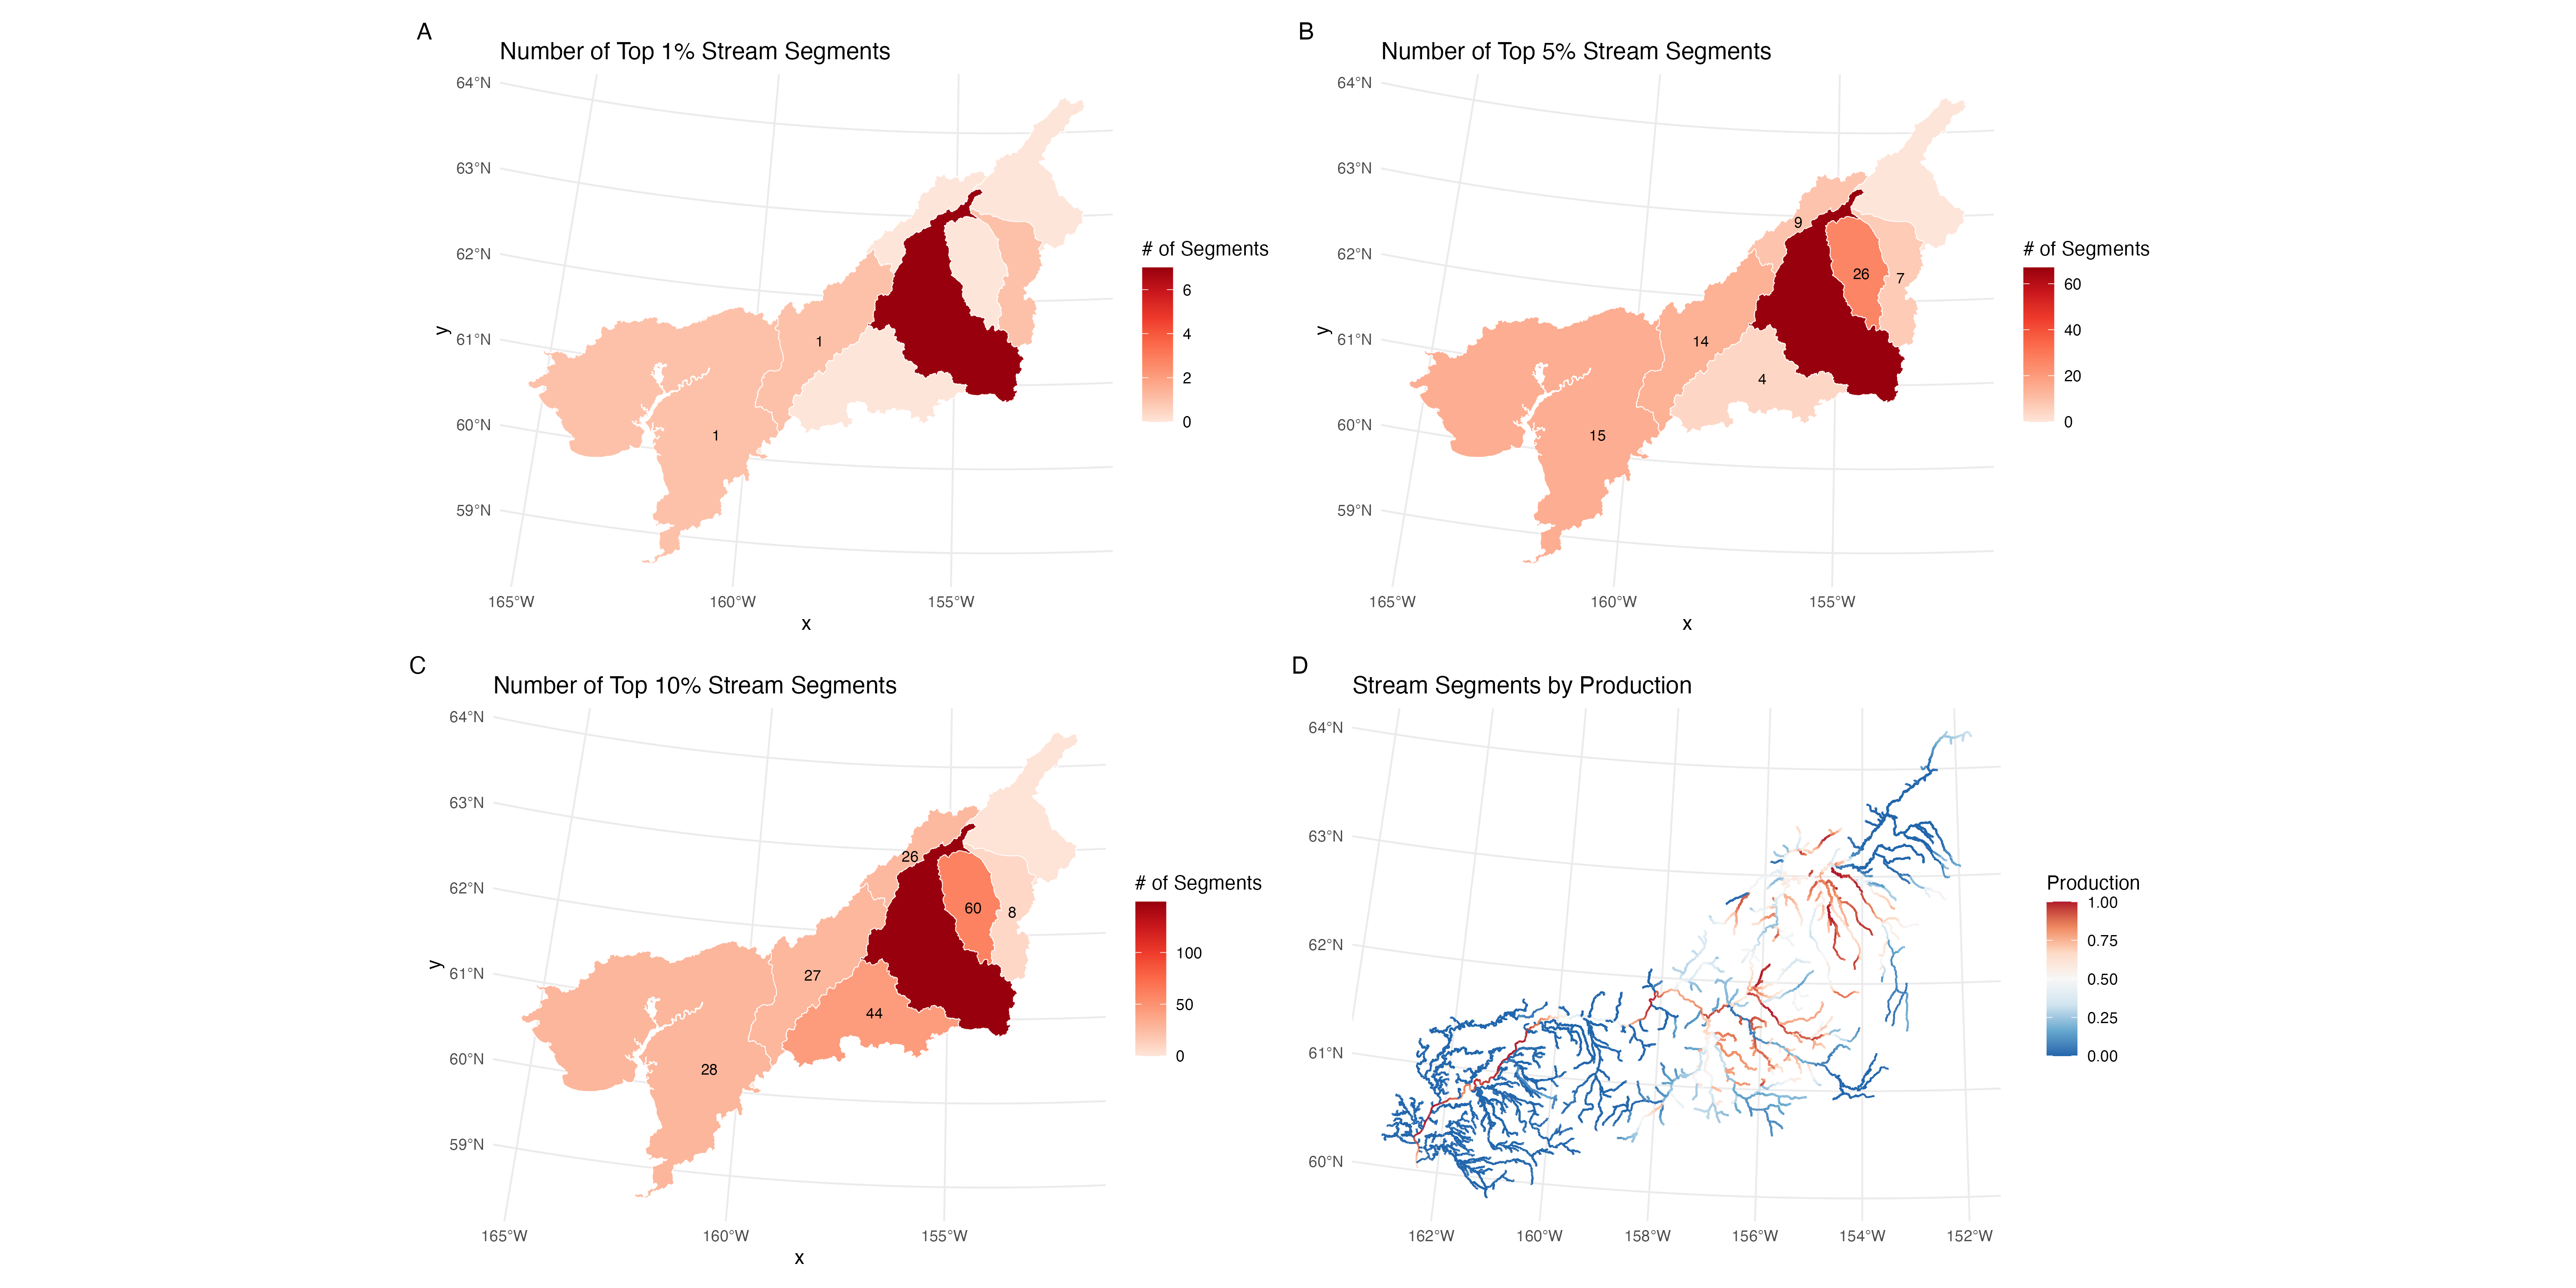 A
Number of Top 1% Stream Segments
64°N
63°N
62°N
61°N
60°N
59°N
y
1
1
165°W
160°W
155°W
x
# of Segments
6
4
2
0
B
Number of Top 5% Stream Segments
64°N
63°N
62°N
61°N
60°N
59°N
y
9
26
7
14
4
15
165°W
160°W
155°W
x
# of Segments
60
40
20
0
C
Number of Top 10% Stream Segments
64°N
63°N
62°N
61°N
60°N
59°N
y
26
60
8
27
44
28
165°W
160°W
155°W
x
# of Segments
100
50
0
D
Stream Segments by Production
64°N
63°N
62°N
61°N
60°N
162°W
160°W
158°W
156°W
154°W
152°W
Production
1.00
0.75
0.50
0.25
0.00